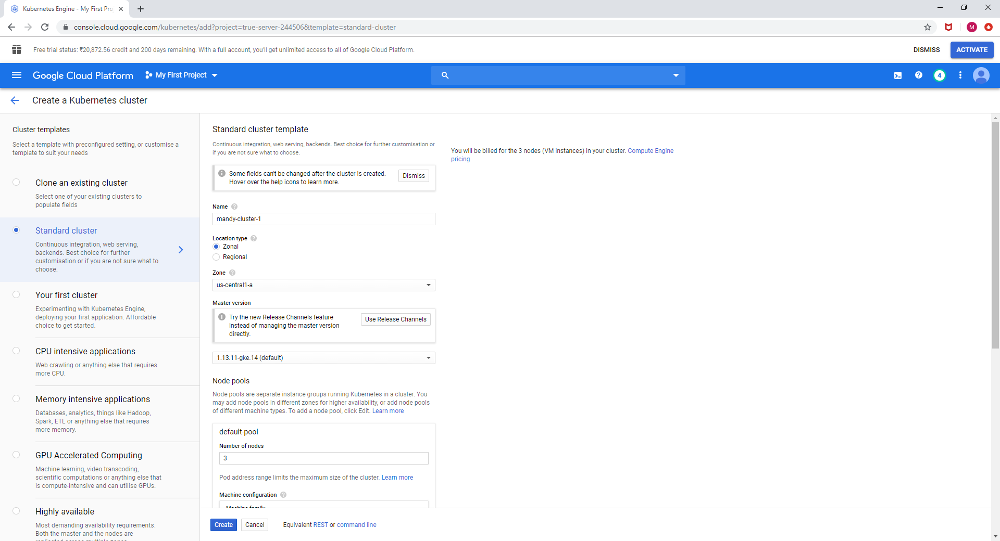 Kubernetes Engine - My First Pro
console.cloud.google.com/kubernetes/add?project=true-server-244506&template=standard-cluster
M
Free trial status: ₹20,872.56 credit and 200 days remaining. With a full account, you'll get unlimited access to all of Google Cloud Platform.
DISMISS
ACTIVATE
Google Cloud Platform
My First Project
4
Create a Kubernetes cluster
Cluster templates
Select a template with preconfigured setting, or customise a
template to suit your needs
Clone an existing cluster
Select one of your existing clusters to
populate fields
Standard cluster
Continuous integration, web serving,
backends. Best choice for further
customisation or if you are not sure what to
choose.
Your first cluster
Experimenting with Kubernetes Engine,
deploying your first application. Affordable
choice to get started.
CPU intensive applications
Web crawling or anything else that requires
more CPU.
Memory intensive applications
Databases, analytics, things like Hadoop,
Spark, ETL or anything else that requires
more memory.
GPU Accelerated Computing
Machine learning, video transcoding,
scientific computations or anything else that
is compute-intensive and can utilise GPUs.
Highly available
Most demanding availability requirements.
Both the master and the nodes are
replicated across multiple zones
Standard cluster template
Continuous integration, web serving, backends. Best choice for further customisation or
if you are not sure what to choose.
Some fields can't be changed after the cluster is created.
Hover over the help icons to learn more.
Dismiss
Name
mandy-cluster-1
Location type
Zonal
Regional
Zone
us-central1-a
Master version
Try the new Release Channels feature
instead of managing the master version
directly.
Use Release Channels
1.13.11-gke.14 (default)
Node pools
Node pools are separate instance groups running Kubernetes in a cluster. You
may add node pools in different zones for higher availability, or add node pools
of different machine types. To add a node pool, click Edit. Learn more
default-pool
Number of nodes
3
Pod address range limits the maximum size of the cluster. Learn more
Machine configuration
Machine family
You will be billed for the 3 nodes (VM instances) in your cluster. Compute Engine
pricing
Create
Cancel
Equivalent REST or command line